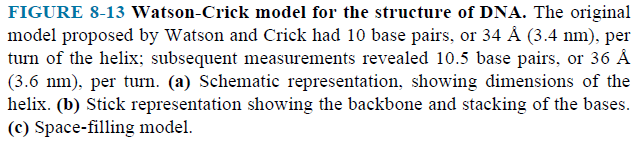 FIGURE 8-13 Watson-Crick model for the structure of DNA. The original
model proposed by Watson and Crick had 10 base pairs, or 34 Å (3.4 nm), per
turn of the helix; subsequent measurements revealed 10.5 base pairs, or 36 Å
(3.6 nm), per turn. (a) Schematic representation, showing dimensions of the
helix. (b) Stick representation showing the backbone and stacking of the bases.
(c) Space-filling model.